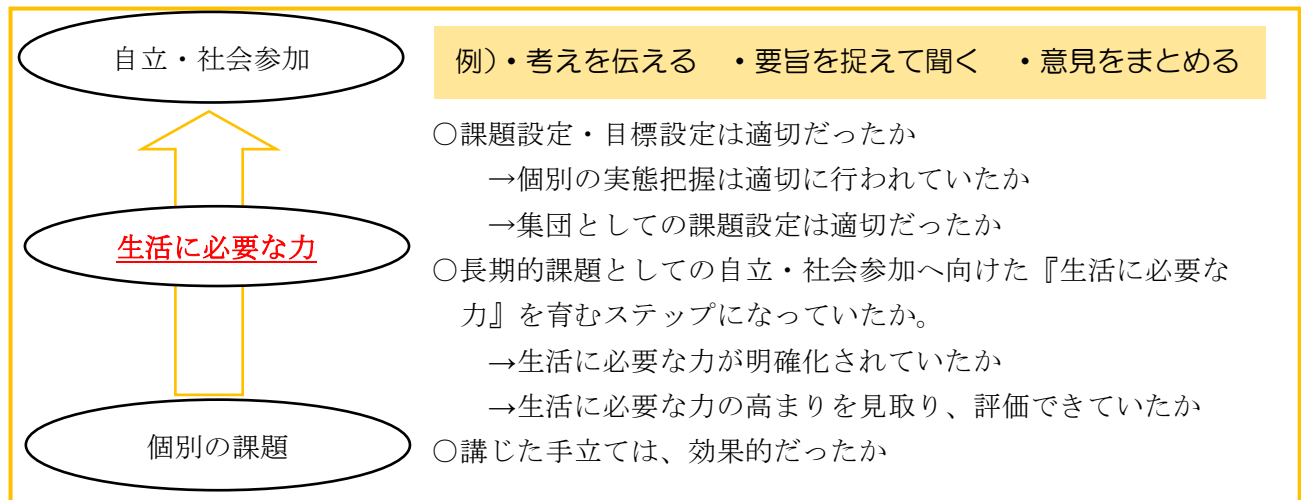 自立・社会参加
生活に必要な力
個別の課題
例)・考えを伝える　・要旨を捉えて聞く　・意見をまとめる
○課題設定・目標設定は適切だったか
→個別の実態把握は適切に行われていたか
→集団としての課題設定は適切だったか
○長期的課題としての自立・社会参加へ向けた『生活に必要な
力』を育むステップになっていたか。
→生活に必要な力が明確化されていたか
→生活に必要な力の高まりを見取り、評価できていたか
○講じた手立ては、効果的だったか